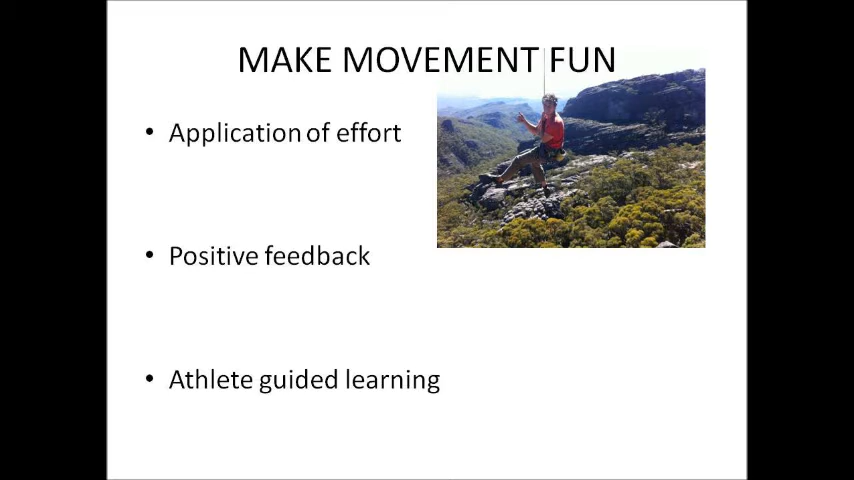 MAKE MOVEMENT FUN
• Application of effort
• Positive feedback
• Athlete guided learning